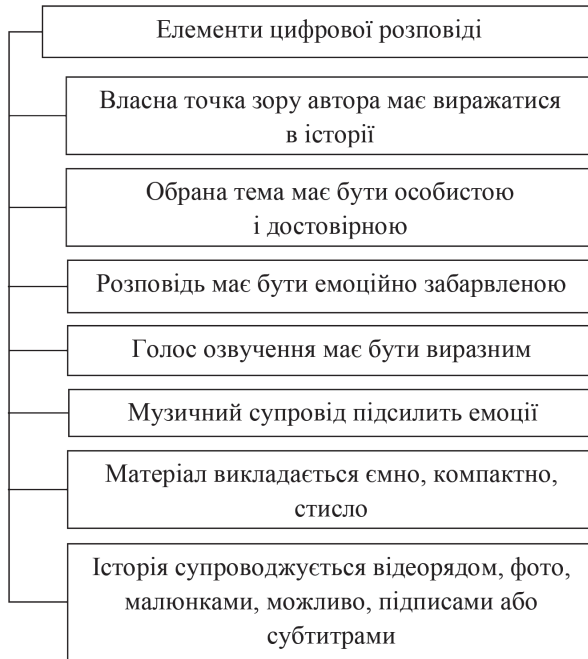 Елементи цифрової розповіді
Власна точка зору автора має виражатися
в історії
Обрана тема має бути особистою
і достовірною
Розповідь має бути емоційно забарвленою
Голос озвучення має бути виразним
Музичний супровід підсилить емоції
Матеріал викладається ємно, компактно,
стисло
Історія супроводжується відеорядом, фото,
малюнками, можливо, підписами або
субтитрами